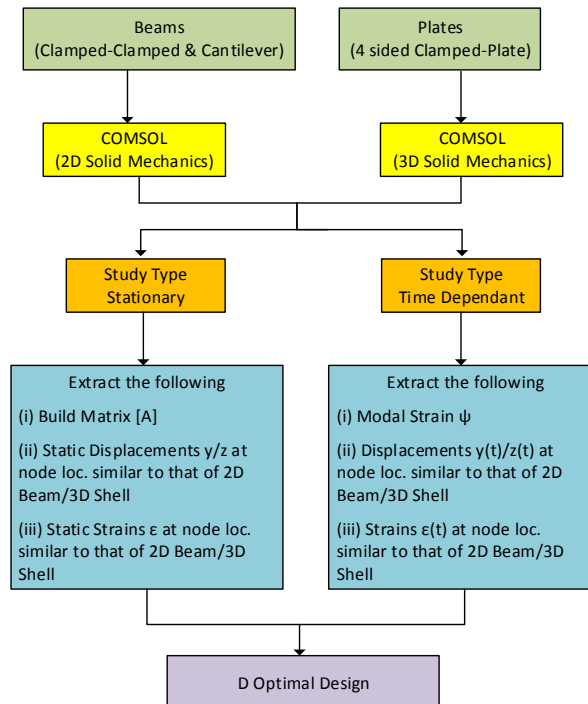 Beams
(Clamped-Clamped & Cantilever)
Plates
(4 sided Clamped-Plate)
COMSOL
(2D Solid Mechanics)
COMSOL
(3D Solid Mechanics)
Study Type
Stationary
Study Type
Time Dependant
Extract the following
(i) Build Matrix [A]
(ii) Static Displacements y/z at
node loc. similar to that of 2D
Beam/3D Shell
(iii) Static Strains ε at node loc.
similar to that of 2D Beam/3D
Shell
Extract the following
(i) Modal Strain ψ
(ii) Displacements y(t)/z(t) at
node loc. similar to that of 2D
Beam/3D Shell
(iii) Strains ε(t) at node loc.
similar to that of 2D Beam/3D
Shell
D Optimal Design